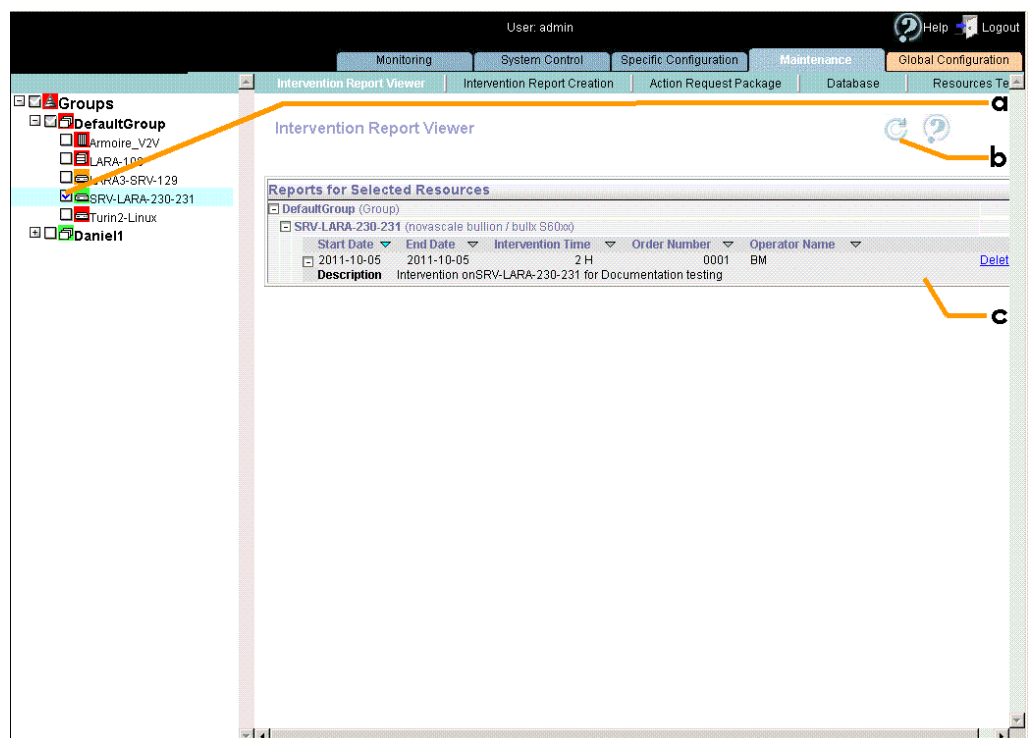 User: admin
Help Logout
Monitoring System Control Specific Configuration Maintenance Global Configuration
Intervention Report Viewer Intervention Report Creation Action Request Package Database Resources Te
a
Groups
DefaultGroup
Armoire_V2V
LARA-1
SRV-129
SRV-LARA-230-231
Turin2-Linux
Daniel1
Intervention Report Viewer
b
Reports for Selected Resources
DefaultGroup (Group)
SRV-LARA-230-231 (novascale bullion / bullx S60xx)
Start Date End Date Intervention Time Order Number Operator Name
2011-10-05 2011-10-05 2 H 0001 BM Delet
Description Intervention onSRV-LARA-230-231 for Documentation testing
c